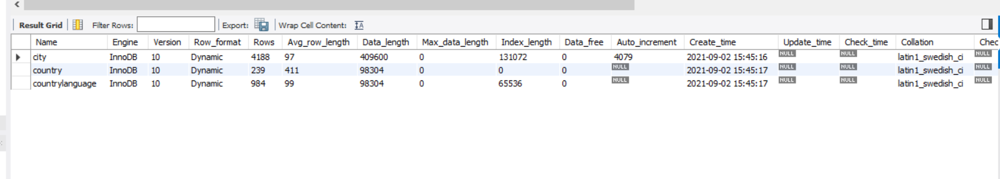 Result Grid Filter Rows: Export: Wrap Cell Content:
Name Engine Version Row_format Rows Avg_row_length Data_length Max_data_length Index_length Data_free Auto_increment Create_time Update_time Check_time Collation Chec
city InnoDB 10 Dynamic 4188 97 409600 0 131072 0 4079 2021-09-02 15:45:16 NULL NULL latin1_swedish_ci NULL
country InnoDB 10 Dynamic 239 411 98304 0 0 0 NULL 2021-09-02 15:45:17 NULL NULL latin1_swedish_ci NULL
countrylanguage InnoDB 10 Dynamic 984 99 98304 0 65536 0 NULL 2021-09-02 15:45:17 NULL NULL latin1_swedish_ci NULL